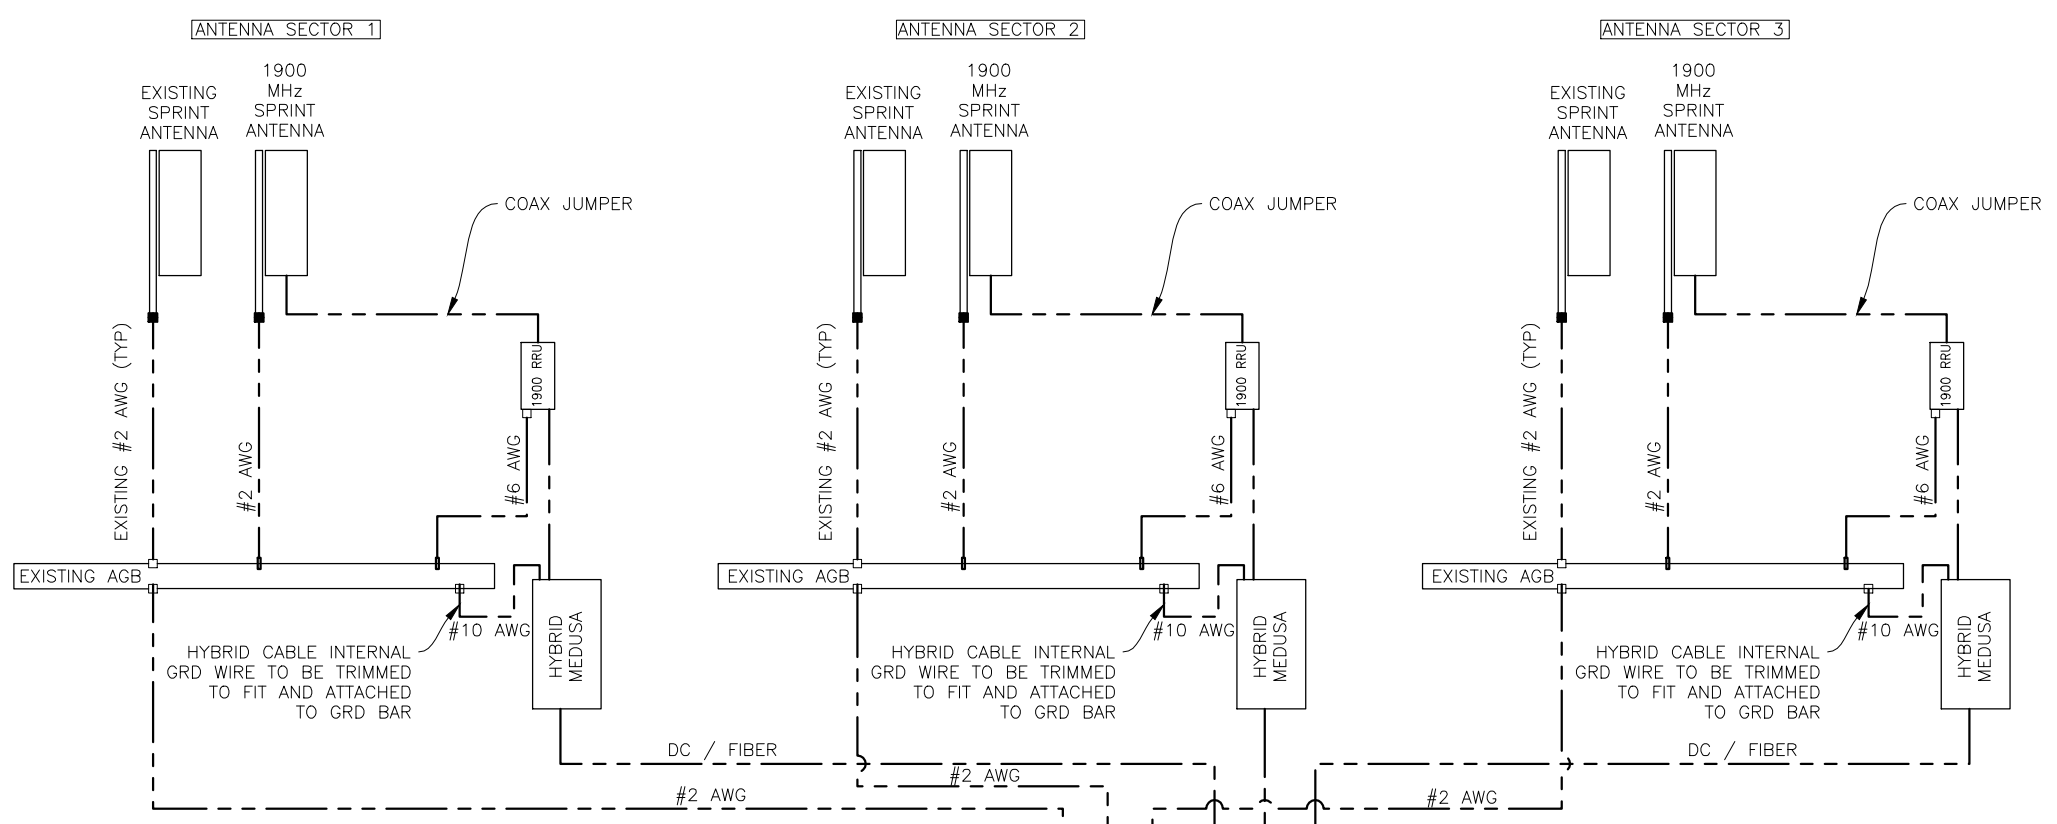 ANTENNA SECTOR 1
EXISTING
SPRINT
ANTENNA
1900
MHz
SPRINT
ANTENNA
COAX JUMPER
1900 RRU
EXISTING #2 AWG (TYP)
#2 AWG
#6 AWG
EXISTING AGB
#10 AWG
HYBRID CABLE INTERNAL
GRD WIRE TO BE TRIMMED
TO FIT AND ATTACHED
TO GRD BAR
HYBRID
MEDUSA
DC / FIBER
#2 AWG
ANTENNA SECTOR 2
EXISTING
SPRINT
ANTENNA
1900
MHz
SPRINT
ANTENNA
COAX JUMPER
1900 RRU
EXISTING #2 AWG (TYP)
#2 AWG
#6 AWG
EXISTING AGB
#10 AWG
HYBRID CABLE INTERNAL
GRD WIRE TO BE TRIMMED
TO FIT AND ATTACHED
TO GRD BAR
HYBRID
MEDUSA
#2 AWG
ANTENNA SECTOR 3
EXISTING
SPRINT
ANTENNA
1900
MHz
SPRINT
ANTENNA
COAX JUMPER
1900 RRU
EXISTING #2 AWG (TYP)
#2 AWG
#6 AWG
EXISTING AGB
#10 AWG
HYBRID CABLE INTERNAL
GRD WIRE TO BE TRIMMED
TO FIT AND ATTACHED
TO GRD BAR
HYBRID
MEDUSA
DC / FIBER
#2 AWG